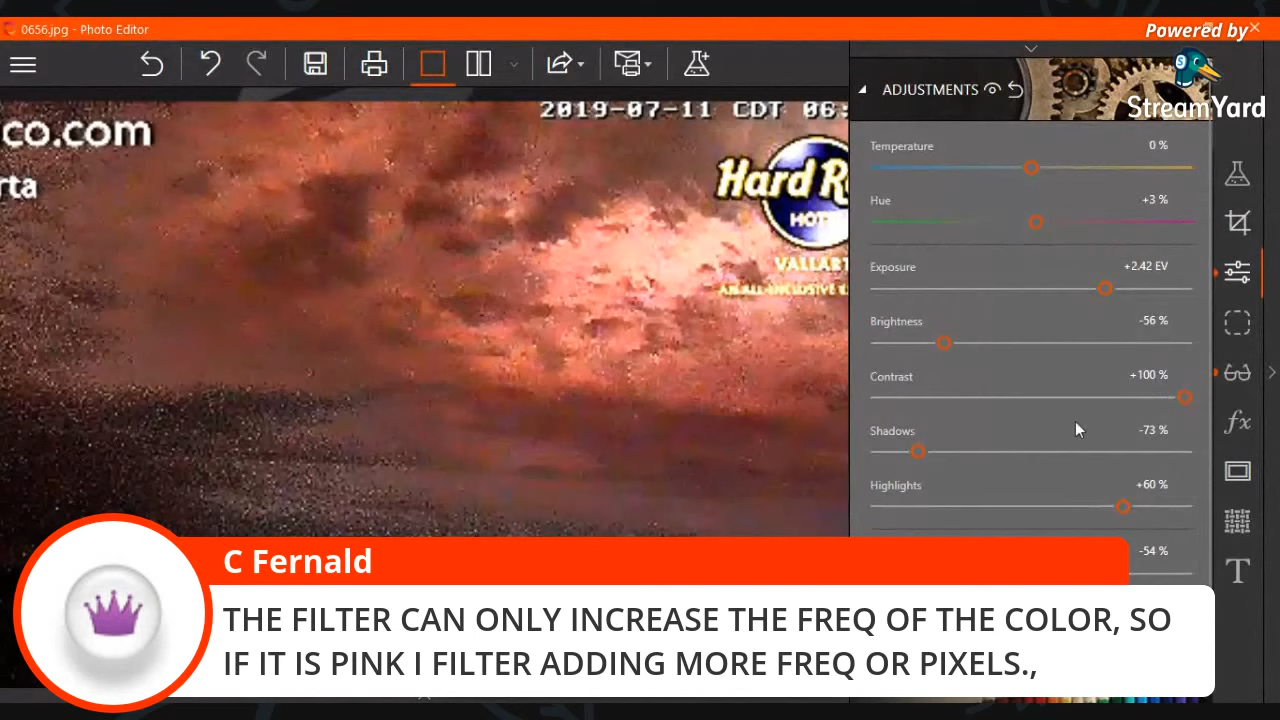 0656.jpg - Photo Editor
Powered by
StreamYard
ADJUSTMENTS
co.com
rta
2019-07-11 CDT 06:
Hard R
HOT
VALLART
Temperature 0 %
Hue +3 %
Exposure +2.42 EV
Brightness -56 %
Contrast +100 %
Shadows -73 %
Highlights +60 %
-54 %
fx
T
C Fernald
THE FILTER CAN ONLY INCREASE THE FREQ OF THE COLOR, SO
IF IT IS PINK I FILTER ADDING MORE FREQ OR PIXELS.,